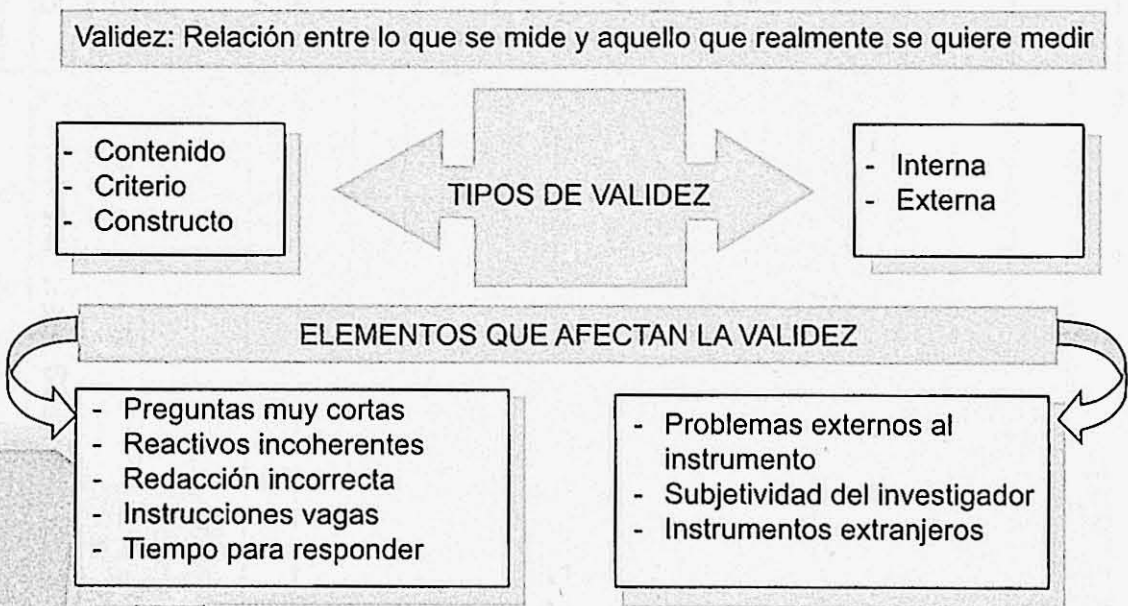 Validez: Relación entre lo que se mide y aquello que realmente se quiere medir
- Contenido
- Criterio
- Constructo
TIPOS DE VALIDEZ
- Interna
- Externa
ELEMENTOS QUE AFECTAN LA VALIDEZ
- Preguntas muy cortas
- Reactivos incoherentes
- Redacción incorrecta
- Instrucciones vagas
- Tiempo para responder
- Problemas externos al
instrumento
- Subjetividad del investigador
- Instrumentos extranjeros